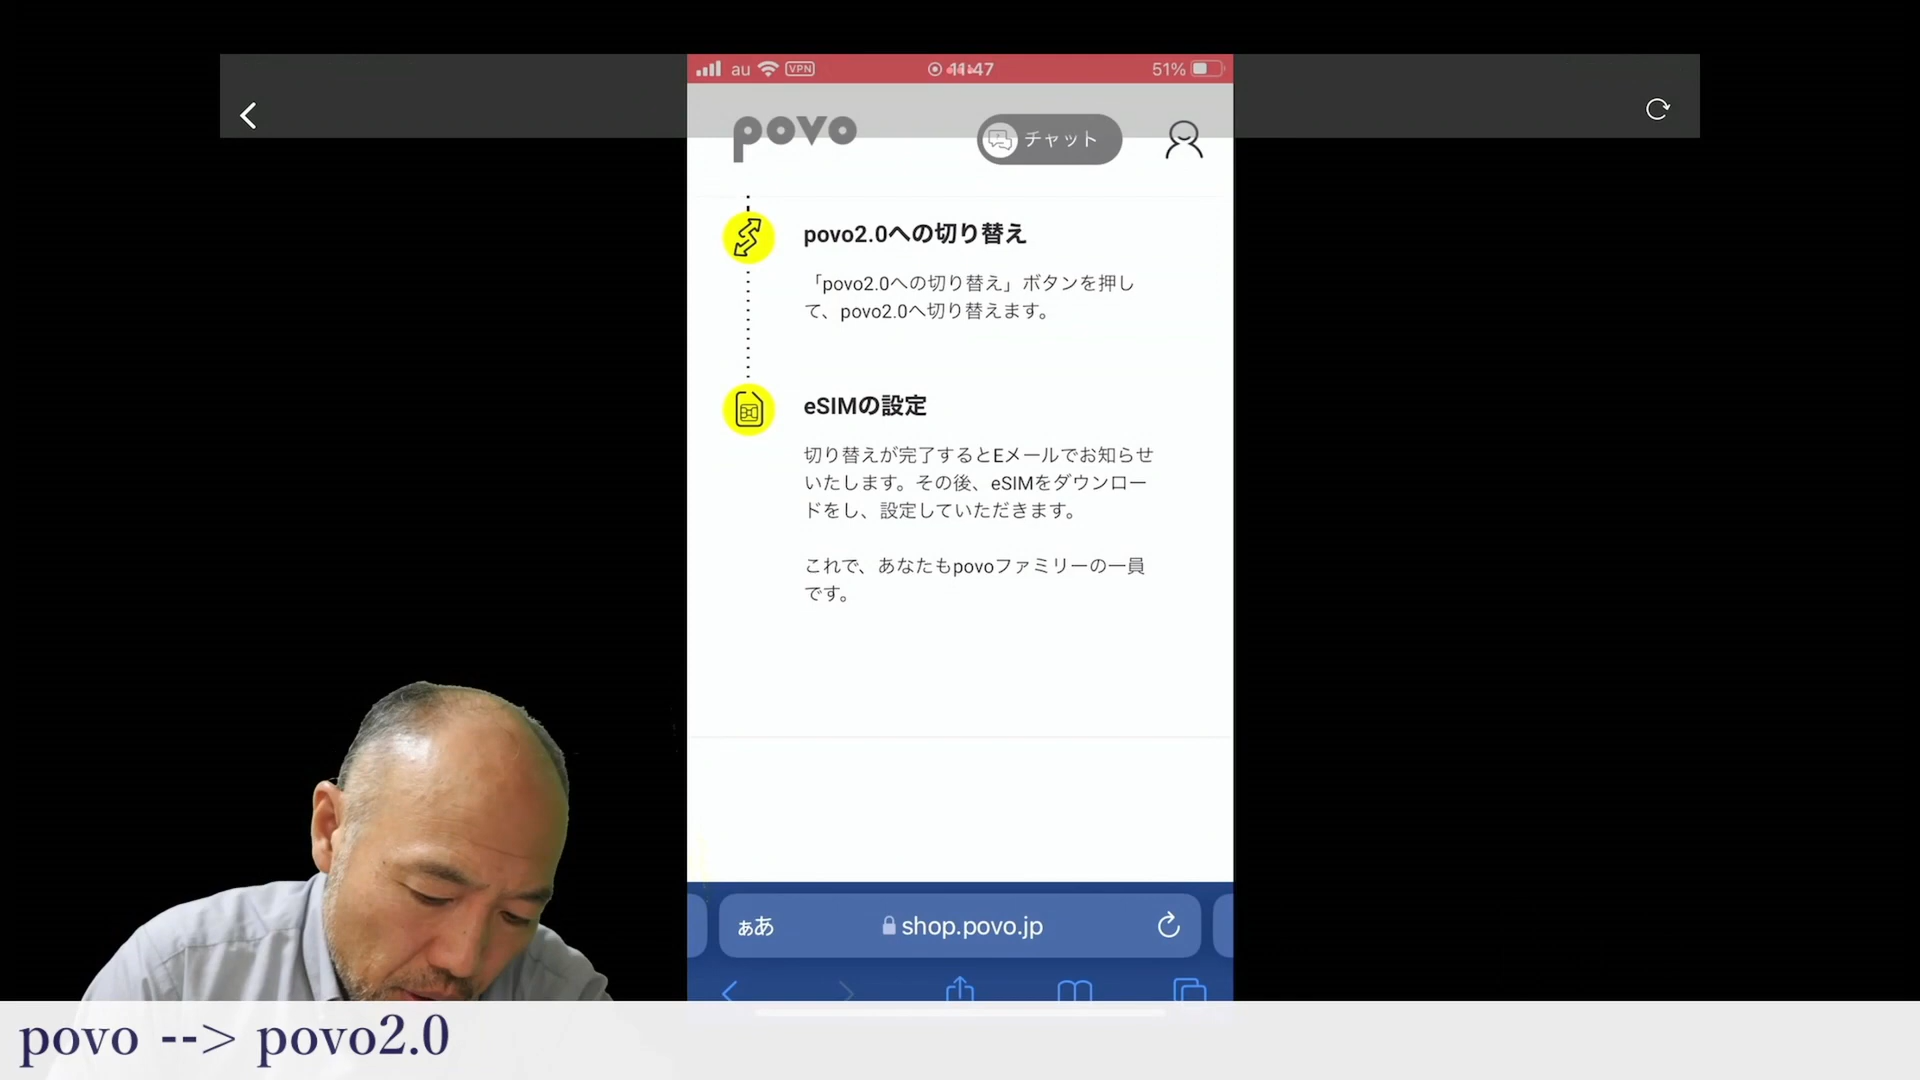 au VPN
51%
povo
チャット
povo2.0への切り替え
「povo2.0への切り替え」ボタンを押し
て、povo2.0へ切り替えます。
eSIMの設定
切り替えが完了するとEメールでお知らせ
いたします。その後、eSIMをダウンロー
ドをし、設定していただきます。
これで、あなたもpovoファミリーの一員
です。
ぁあ shop.povo.jp
povo --> povo2.0